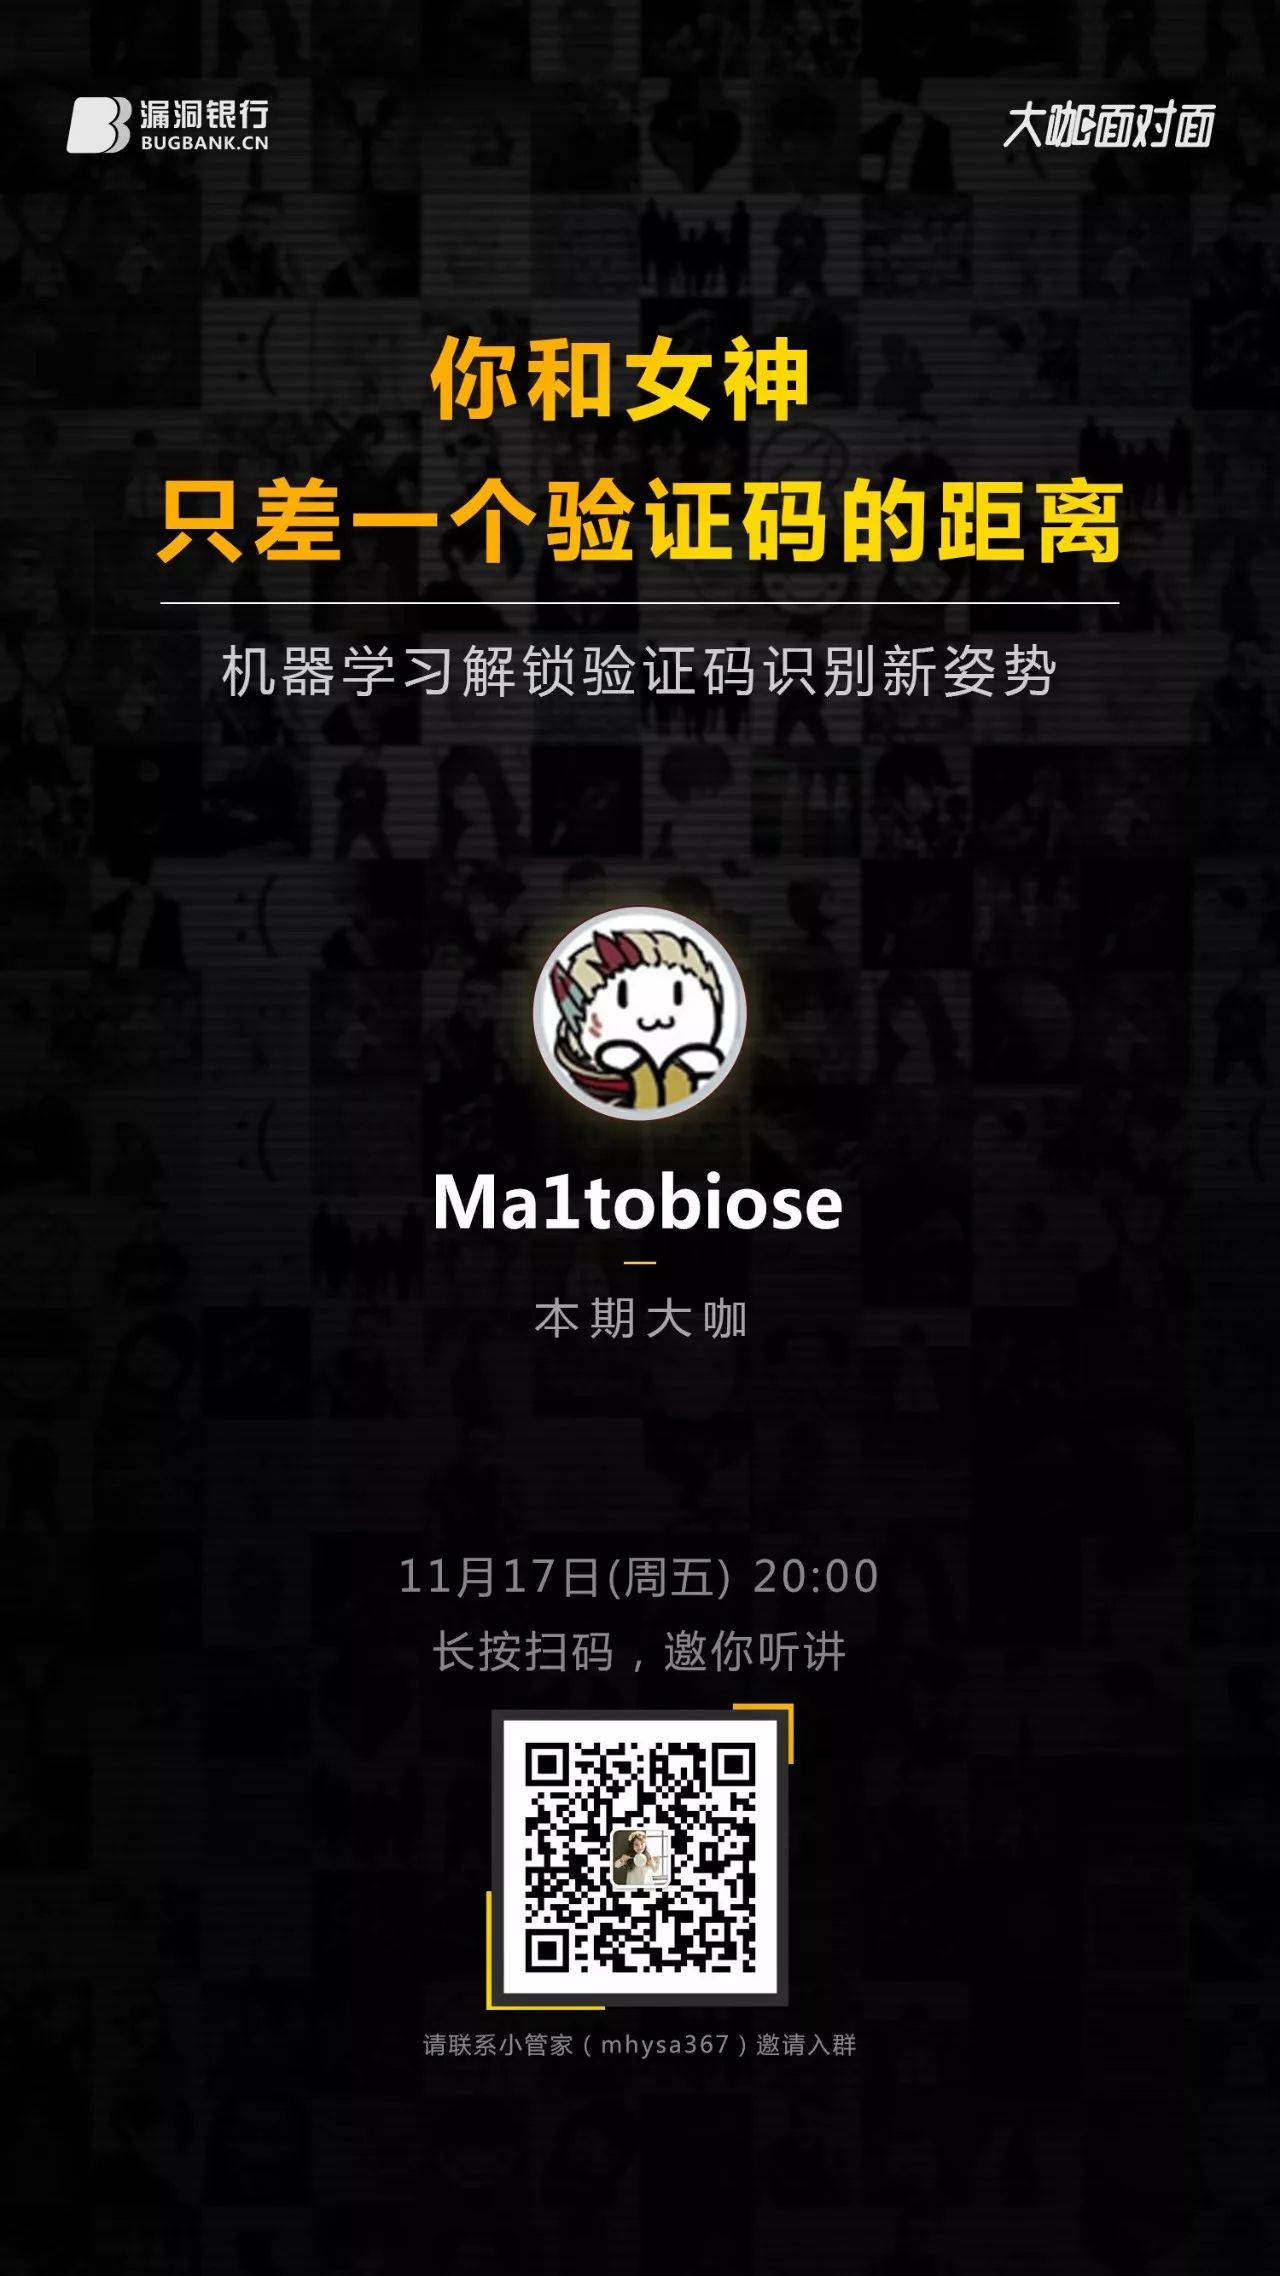 漏洞银行
BUGBANK.CN
大咖面对面
你和女神
只差一个验证码的距离
机器学习解锁验证码识别新姿势
Ma1tobiose
本期大咖
11月17日(周五) 20:00
长按扫码，邀你听讲
请联系小管家（mhysa367）邀请入群